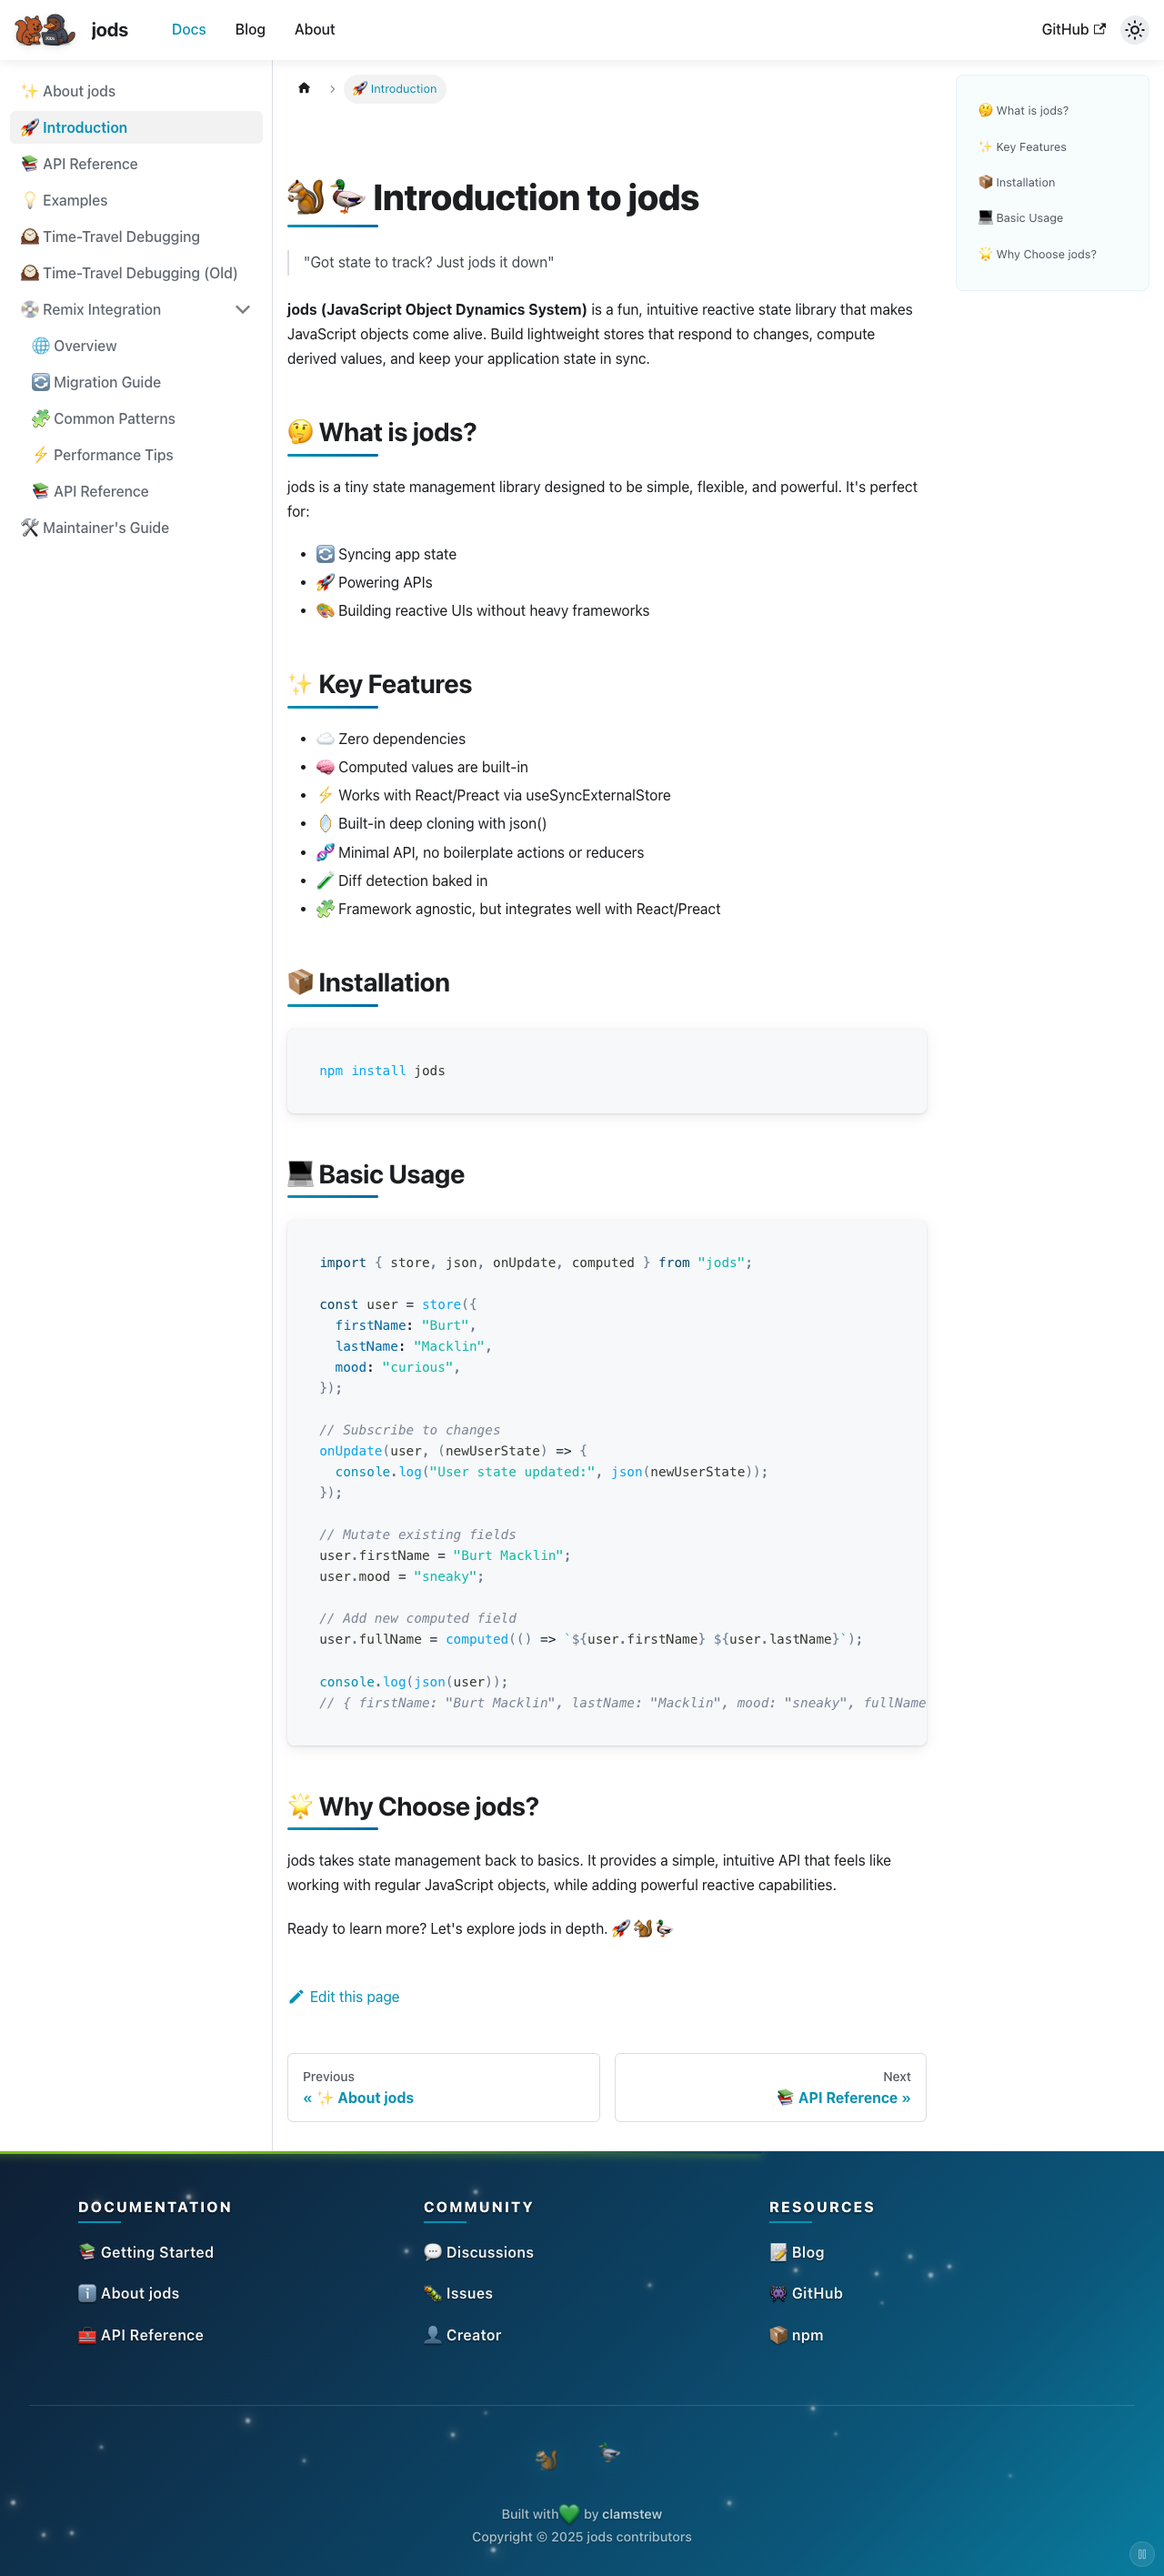 jods
Docs
Blog
About
GitHub
✨ About jods
🚀 Introduction
📚 API Reference
💡 Examples
🕰️ Time-Travel Debugging
🕰️ Time-Travel Debugging (Old)
💿 Remix Integration
🌐 Overview
🔄 Migration Guide
🧩 Common Patterns
⚡ Performance Tips
📚 API Reference
🛠️ Maintainer's Guide
🚀 Introduction
🐿️🦆 Introduction to jods
"Got state to track? Just jods it down"
jods (JavaScript Object Dynamics System) is a fun, intuitive reactive state library that makes
JavaScript objects come alive. Build lightweight stores that respond to changes, compute
derived values, and keep your application state in sync.
🤔 What is jods?
jods is a tiny state management library designed to be simple, flexible, and powerful. It's perfect
for:
• 🔄 Syncing app state
• 🚀 Powering APIs
• 🎨 Building reactive UIs without heavy frameworks
✨ Key Features
• ☁️ Zero dependencies
• 🧠 Computed values are built-in
• ⚡ Works with React/Preact via useSyncExternalStore
• 🪞 Built-in deep cloning with json()
• 🧬 Minimal API, no boilerplate actions or reducers
• 🧪 Diff detection baked in
• 🧩 Framework agnostic, but integrates well with React/Preact
📦 Installation
npm install jods
💻 Basic Usage
import { store, json, onUpdate, computed } from "jods";
const user = store({
  firstName: "Burt",
  lastName: "Macklin",
  mood: "curious",
});
// Subscribe to changes
onUpdate(user, (newUserState) => {
  console.log("User state updated:", json(newUserState));
});
// Mutate existing fields
user.firstName = "Burt Macklin";
user.mood = "sneaky";
// Add new computed field
user.fullName = computed(() => `${user.firstName} ${user.lastName}`);
console.log(json(user));
// { firstName: "Burt Macklin", lastName: "Macklin", mood: "sneaky", fullName
🌟 Why Choose jods?
jods takes state management back to basics. It provides a simple, intuitive API that feels like
working with regular JavaScript objects, while adding powerful reactive capabilities.
Ready to learn more? Let's explore jods in depth. 🚀🐿️🦆
Edit this page
Previous
« ✨ About jods
Next
📚 API Reference »
🤔 What is jods?
✨ Key Features
📦 Installation
💻 Basic Usage
🌟 Why Choose jods?
DOCUMENTATION
📚 Getting Started
ℹ️ About jods
🧰 API Reference
COMMUNITY
💬 Discussions
🐛 Issues
👤 Creator
RESOURCES
📝 Blog
👾 GitHub
📦 npm
Built with💚 by clamstew
Copyright © 2025 jods contributors